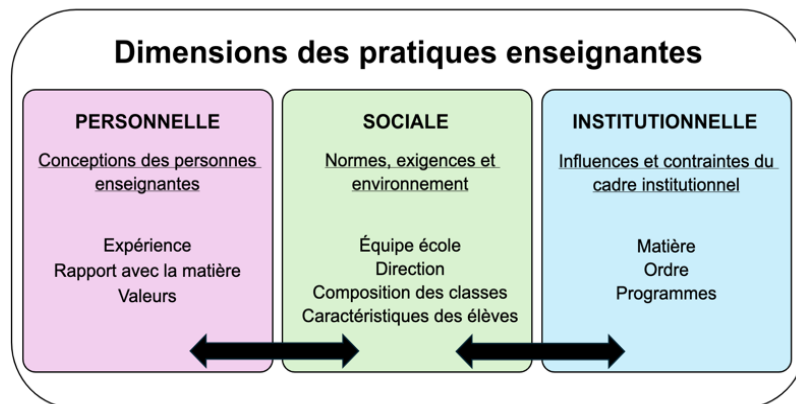 Dimensions des pratiques enseignantes
PERSONNELLE
Conceptions des personnes
enseignantes
Expérience
Rapport avec la matière
Valeurs
SOCIALE
Normes, exigences et
environnement
Équipe école
Direction
Composition des classes
Caractéristiques des élèves
INSTITUTIONNELLE
Influences et contraintes du
cadre institutionnel
Matière
Ordre
Programmes